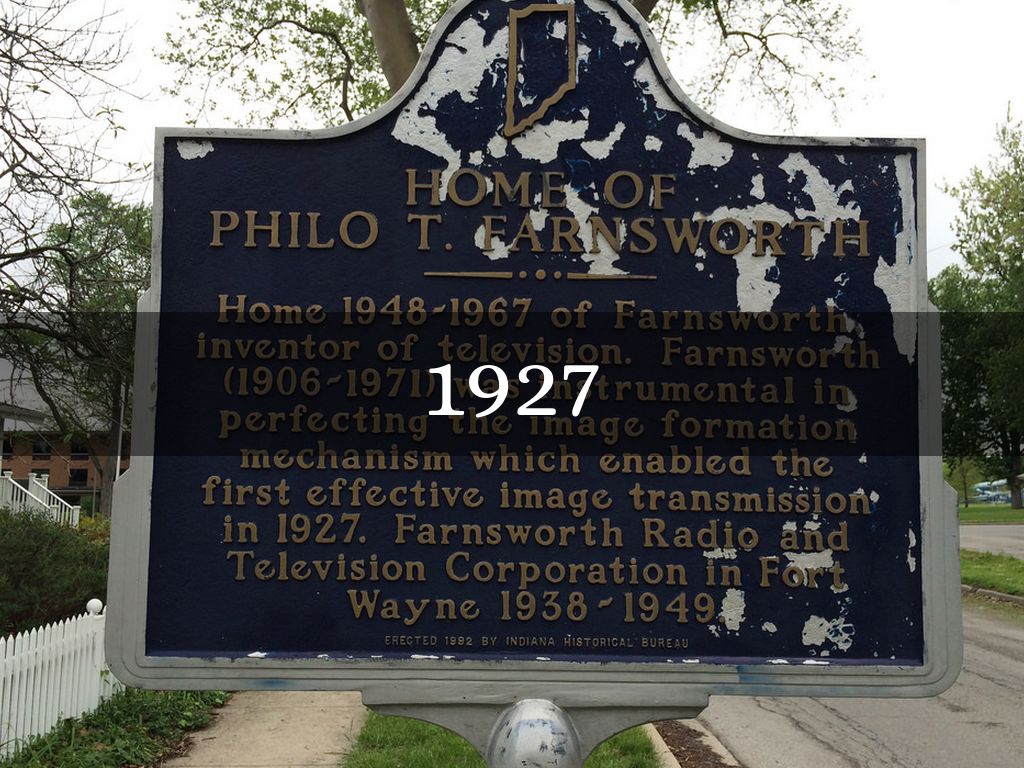 HOME OF
PHILO T. FARNSWORTH
Home 1948-1967 of Farnsworth,
inventor of television. Farnsworth
(1906-1971) was instrumental in
1927
perfecting the image formation
mechanism which enabled the
first effective image transmission
in 1927. Farnsworth Radio and
Television Corporation in Fort
Wayne 1938-1949.
ERECTED 1992 BY INDIANA HISTORICAL BUREAU